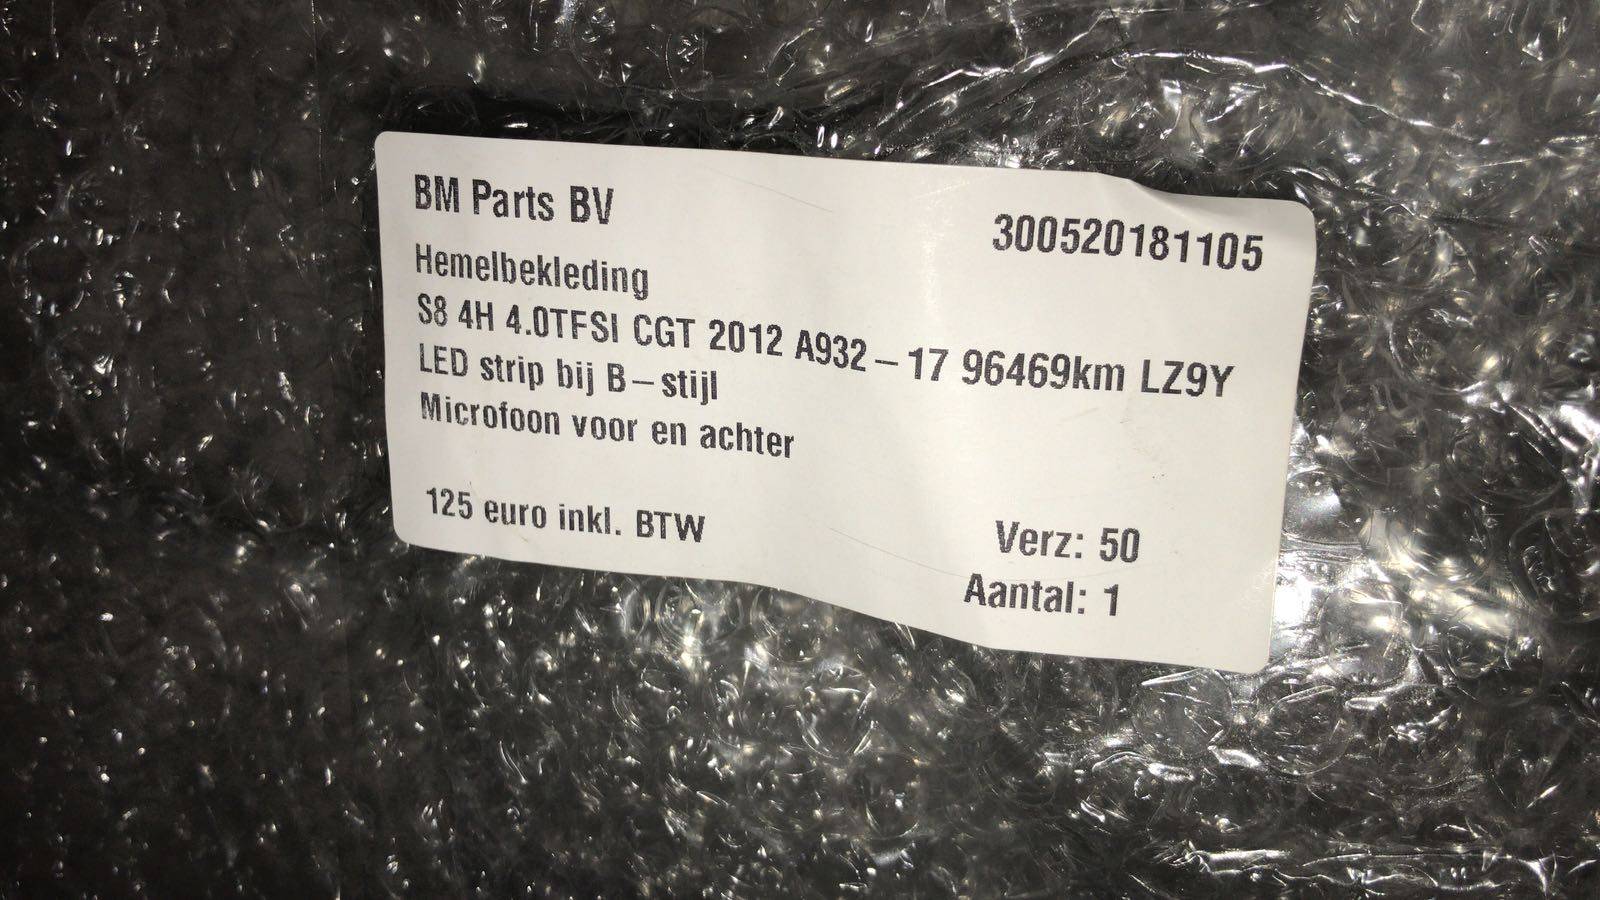 BM Parts BV
300520181105
Hemelbekleding
S8 4H 4.0TFSI CGT 2012 A932-17 96469km LZ9Y
LED strip bij B-stijl
Microfoon voor en achter
125 euro inkl. BTW
Verz: 50
Aantal: 1